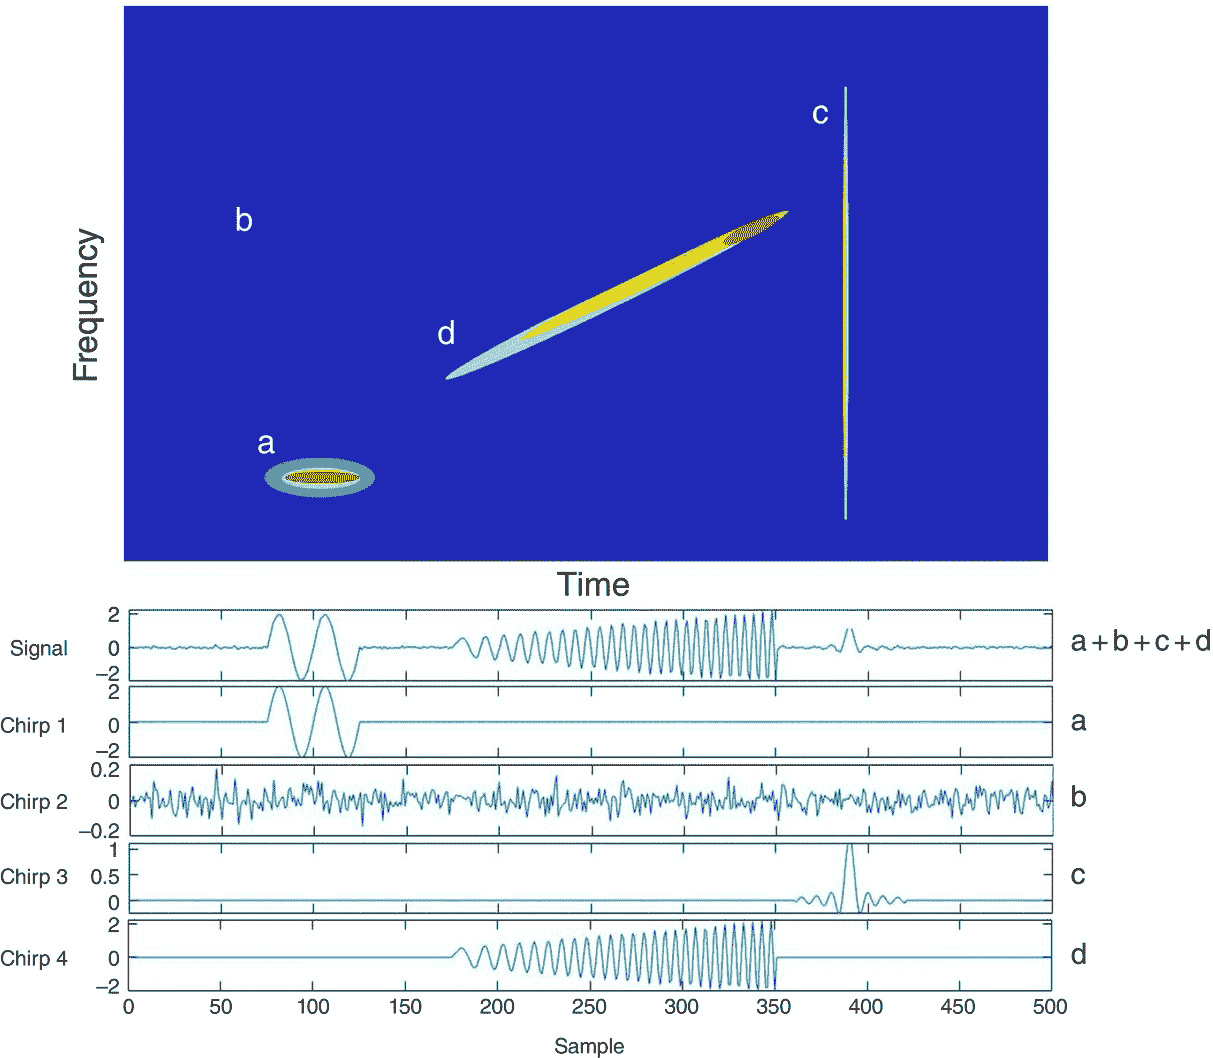 c
b
Frequency
d
a
Time
2
Signal 0 a+b+c+d
−2
2
Chirp 1 0 a
−2
0.2
Chirp 2 0 b
−0.2
1
Chirp 3 0.5 c
0
2
Chirp 4 0 d
−2
0 50 100 150 200 250 300 350 400 450 500
Sample